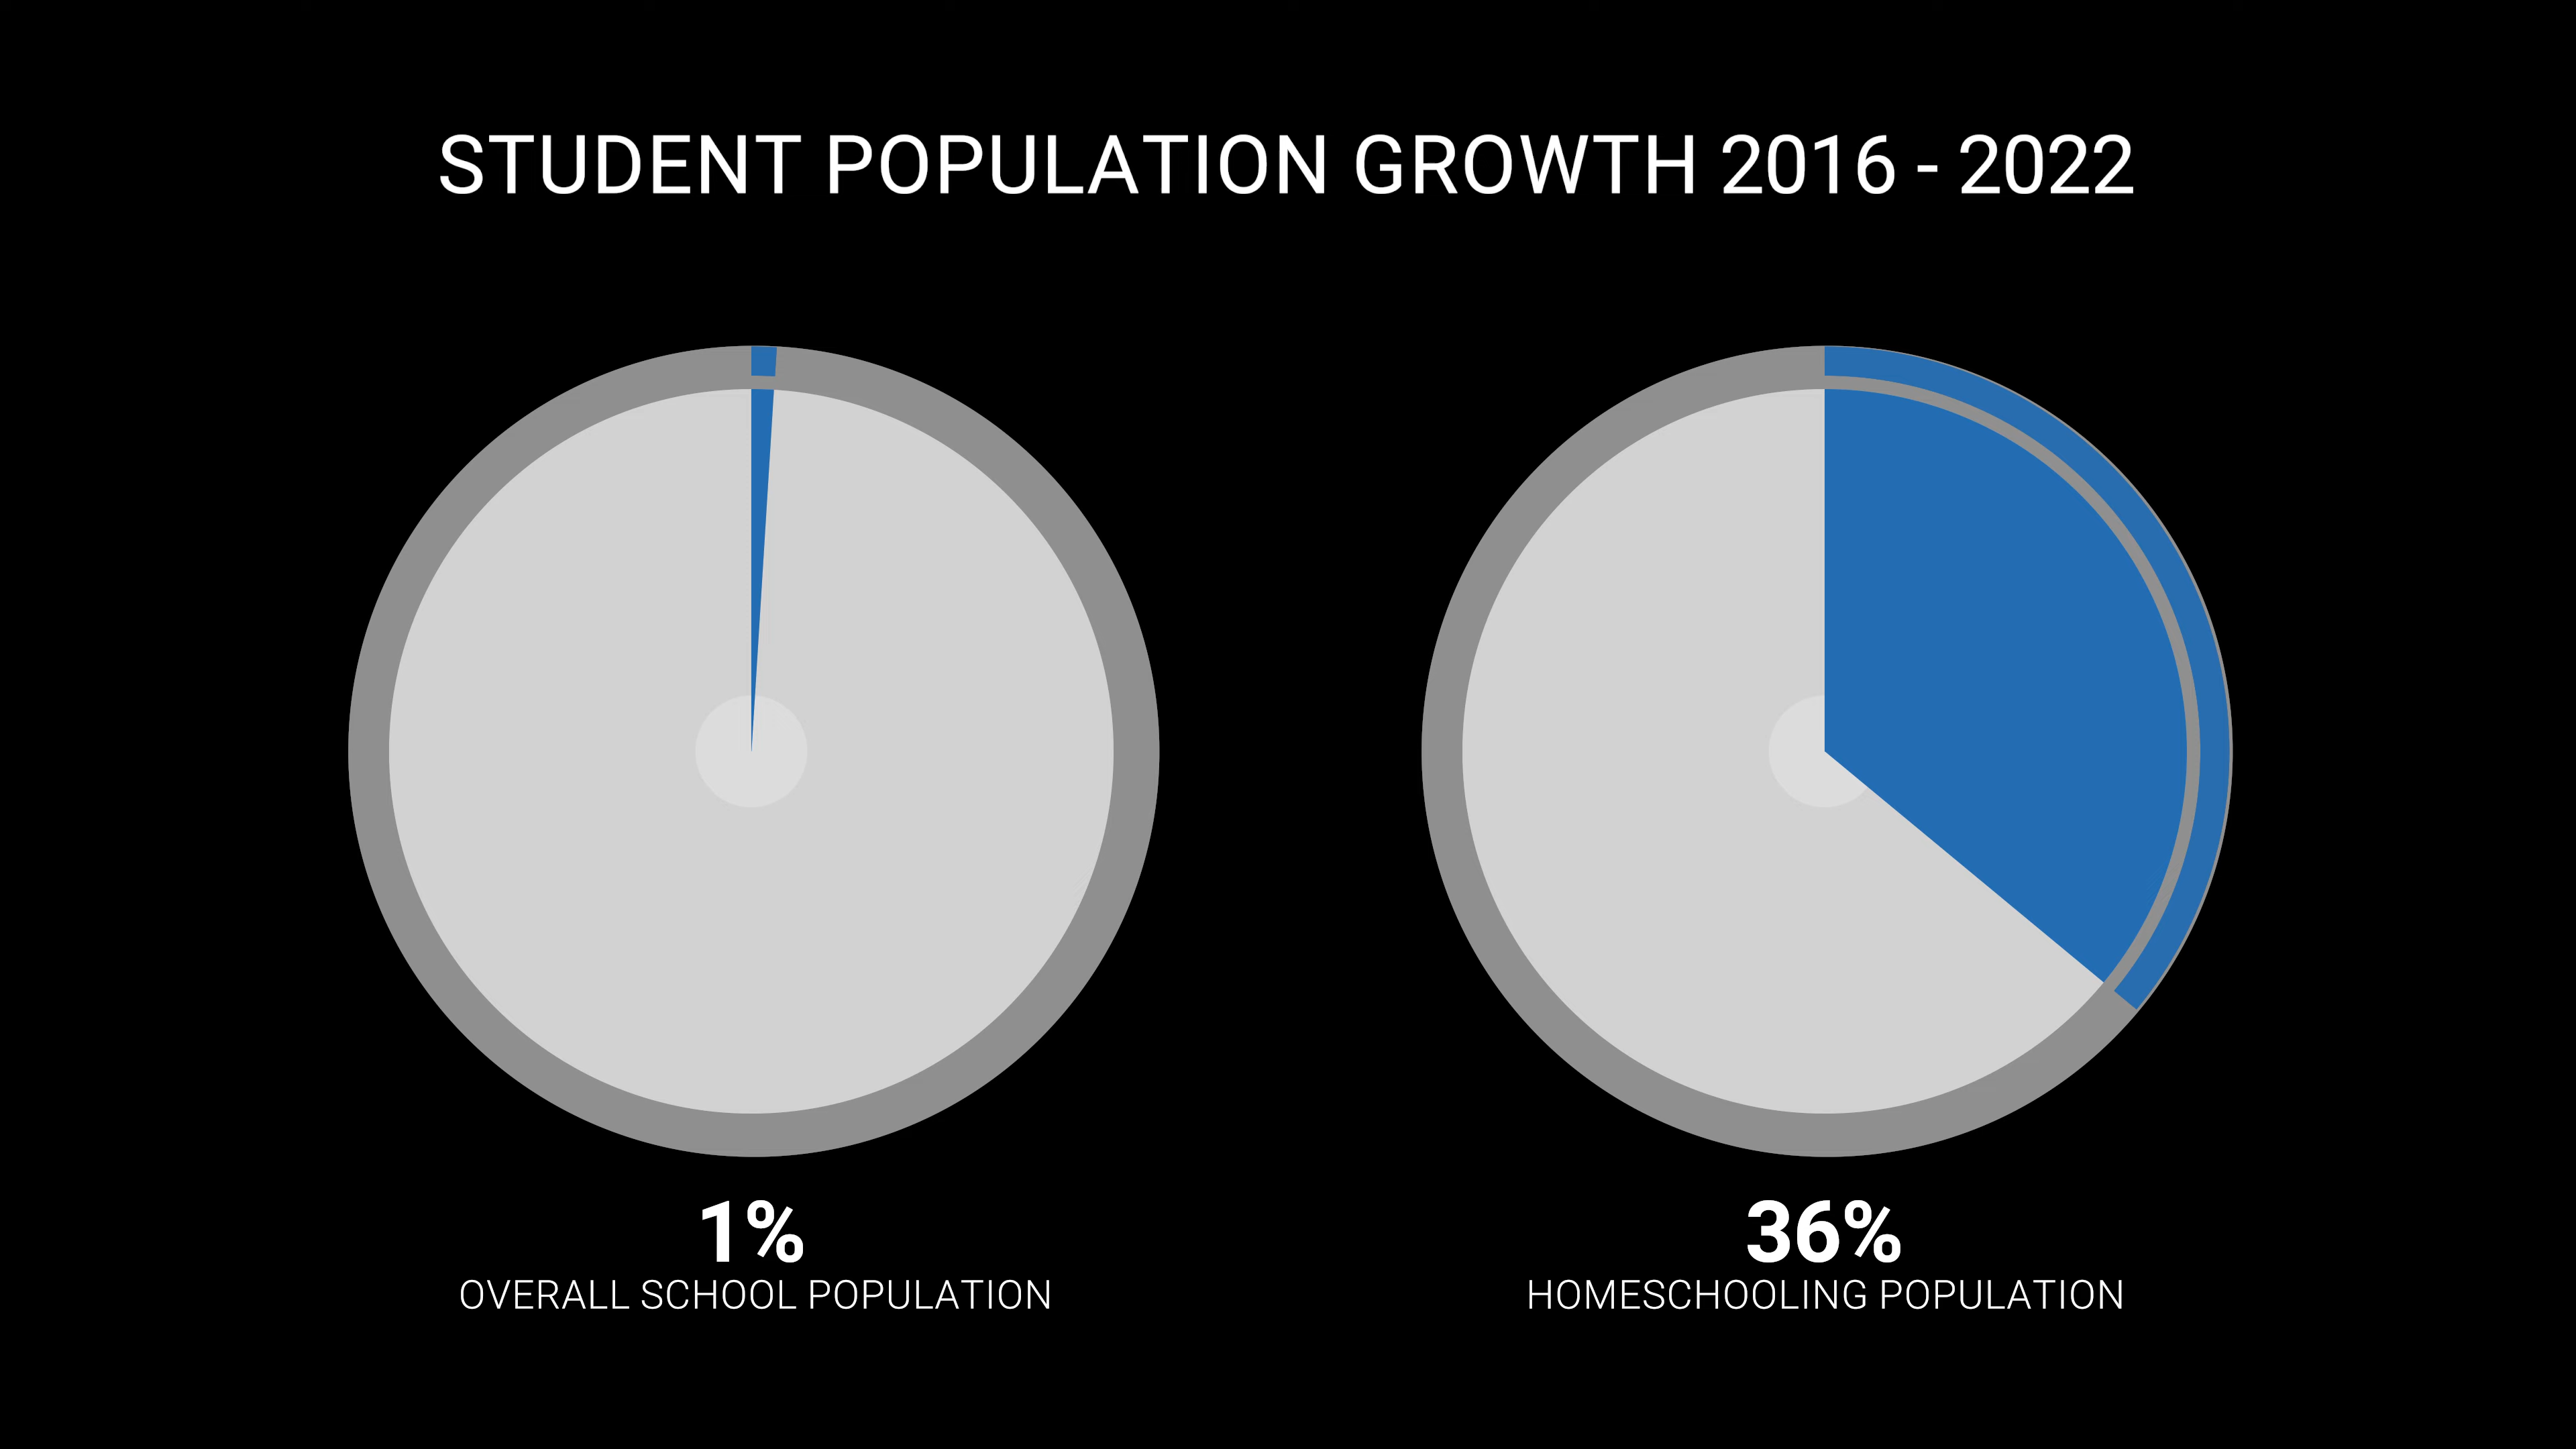 STUDENT POPULATION GROWTH 2016 - 2022
1%
OVERALL SCHOOL POPULATION
36%
HOMESCHOOLING POPULATION